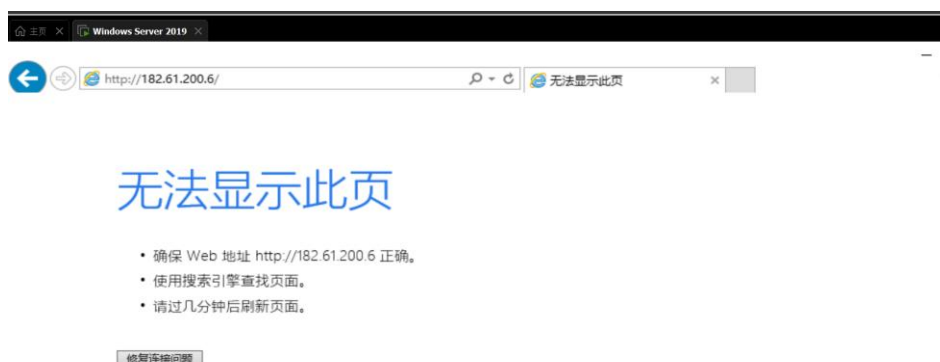 主页
Windows Server 2019
http://182.61.200.6/
无法显示此页
无法显示此页
• 确保 Web 地址 http://182.61.200.6 正确。
• 使用搜索引擎查找页面。
• 请过几分钟后刷新页面。
修复连接问题